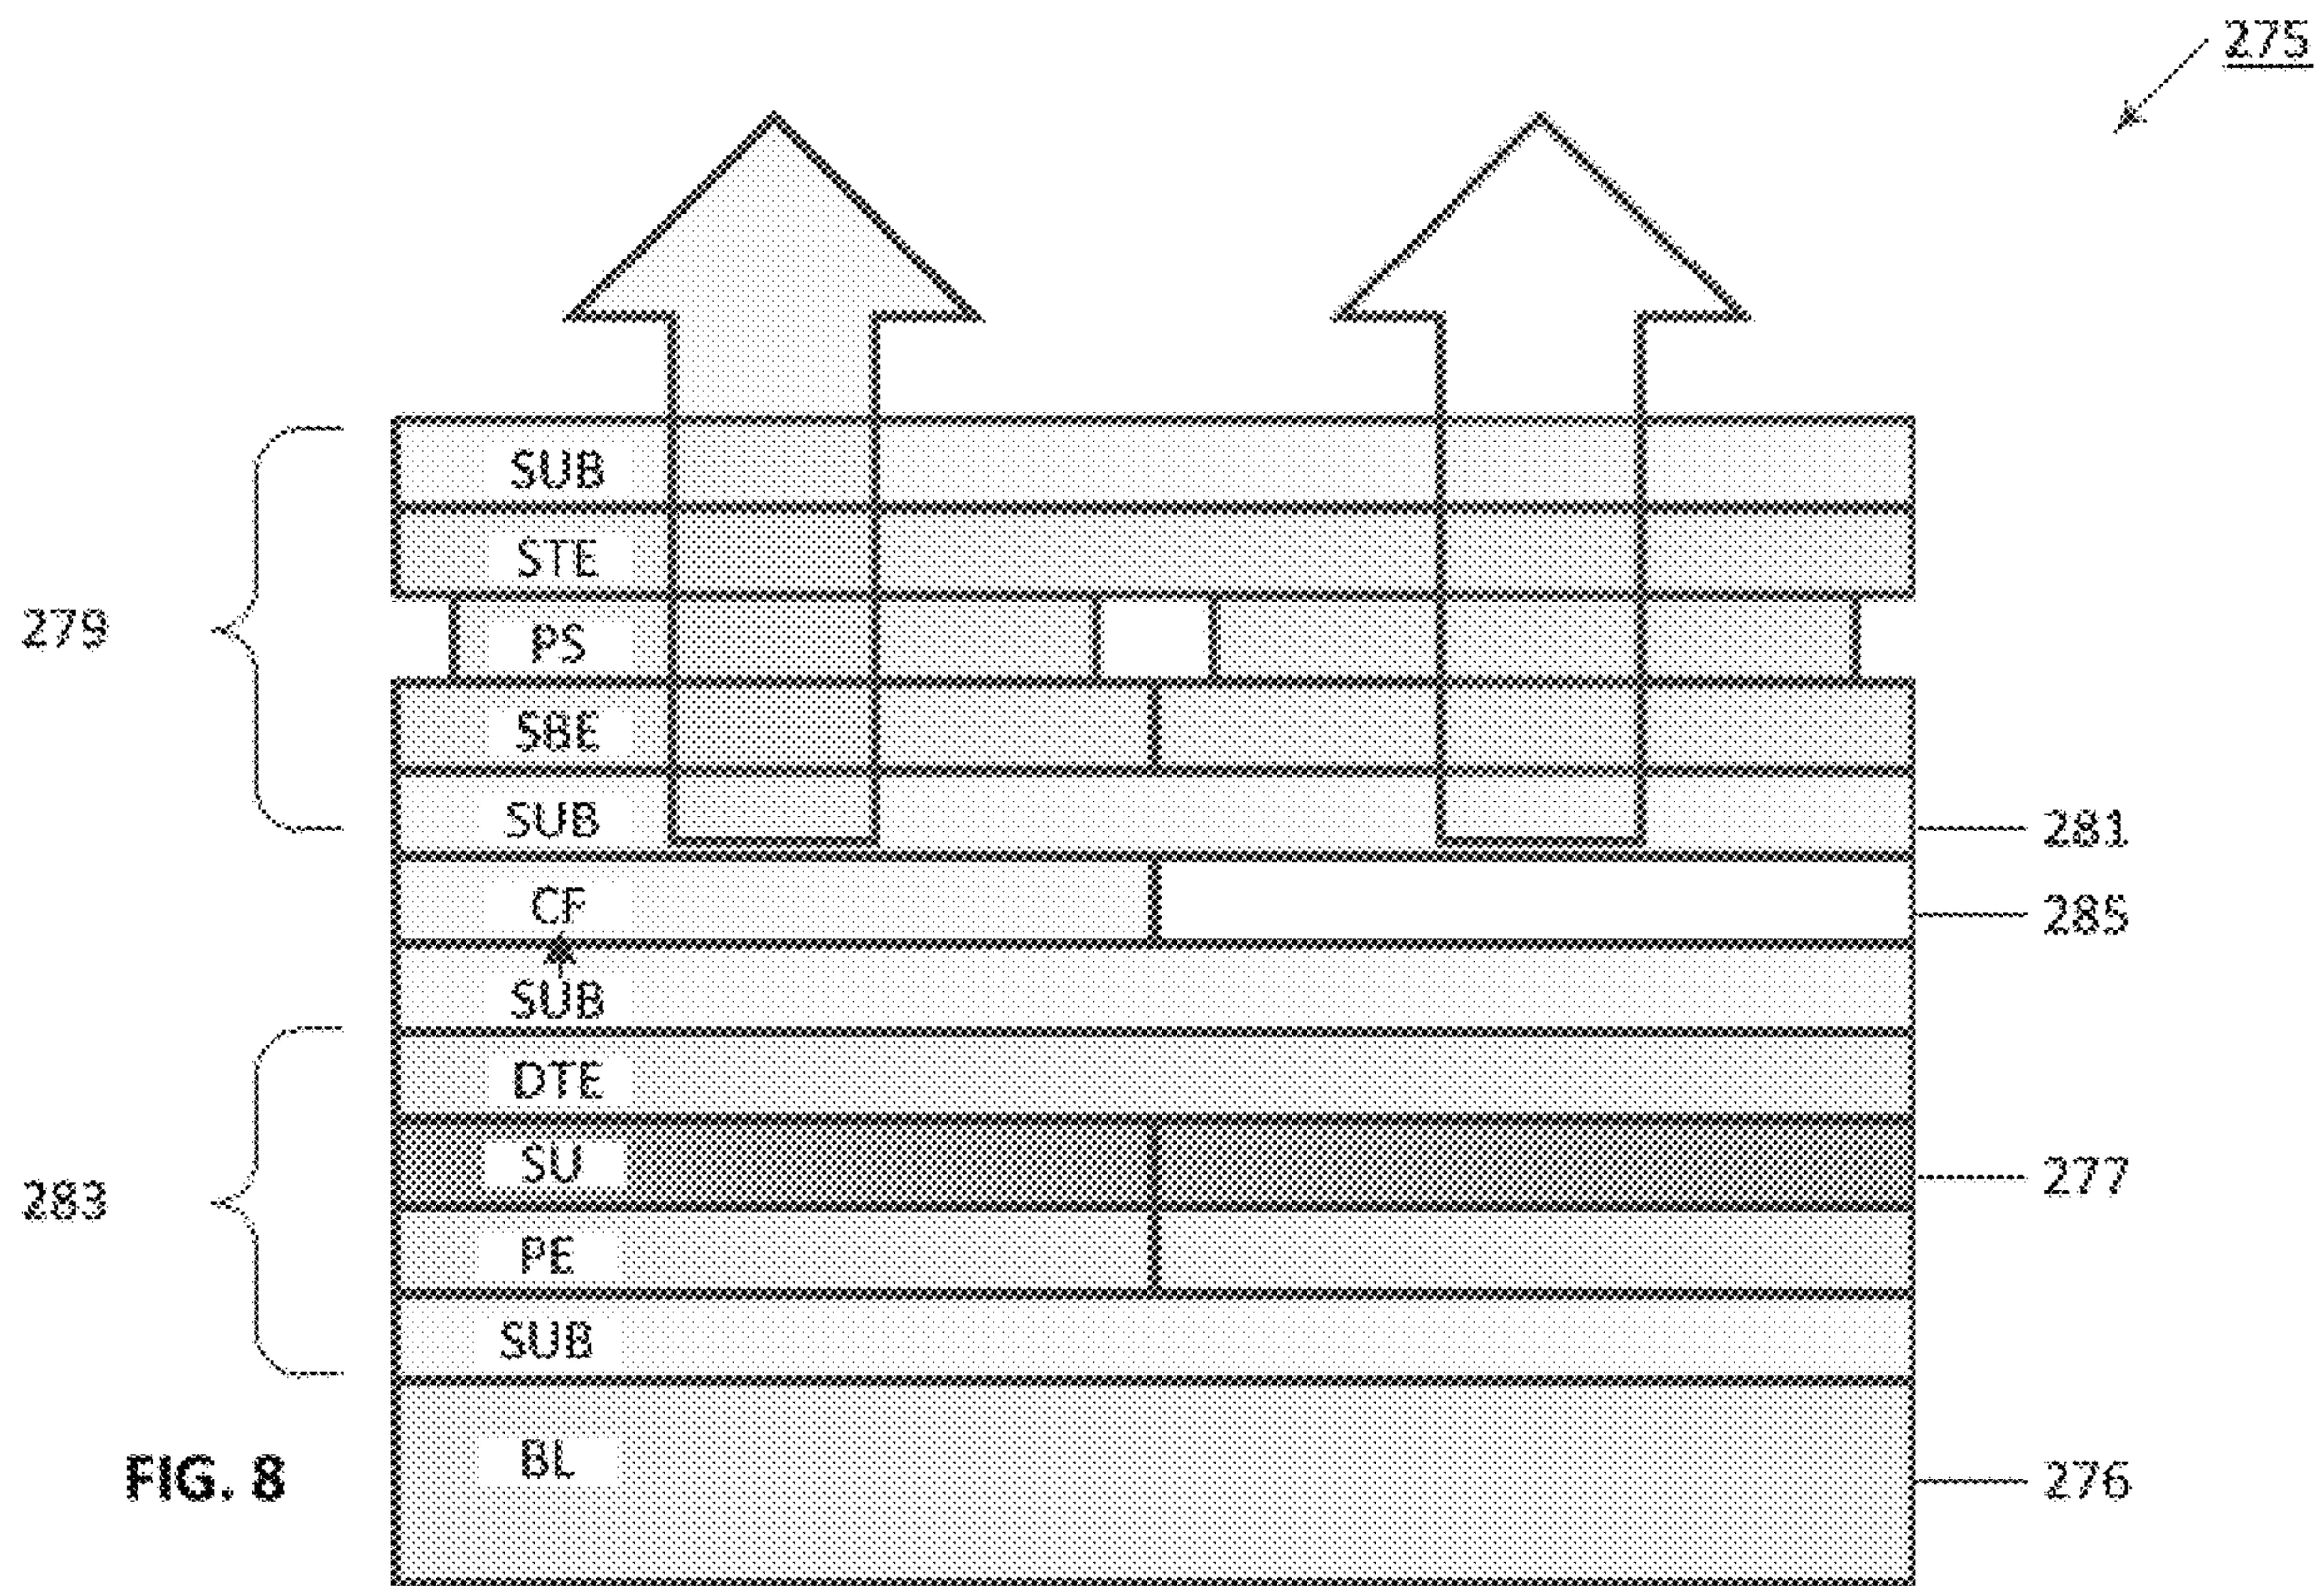 275
SUB
STE
279
PS
SBE
SUB
281
CF
285
SUB
DTE
SU
277
283
PE
SUB
BL
276
FIG. 8